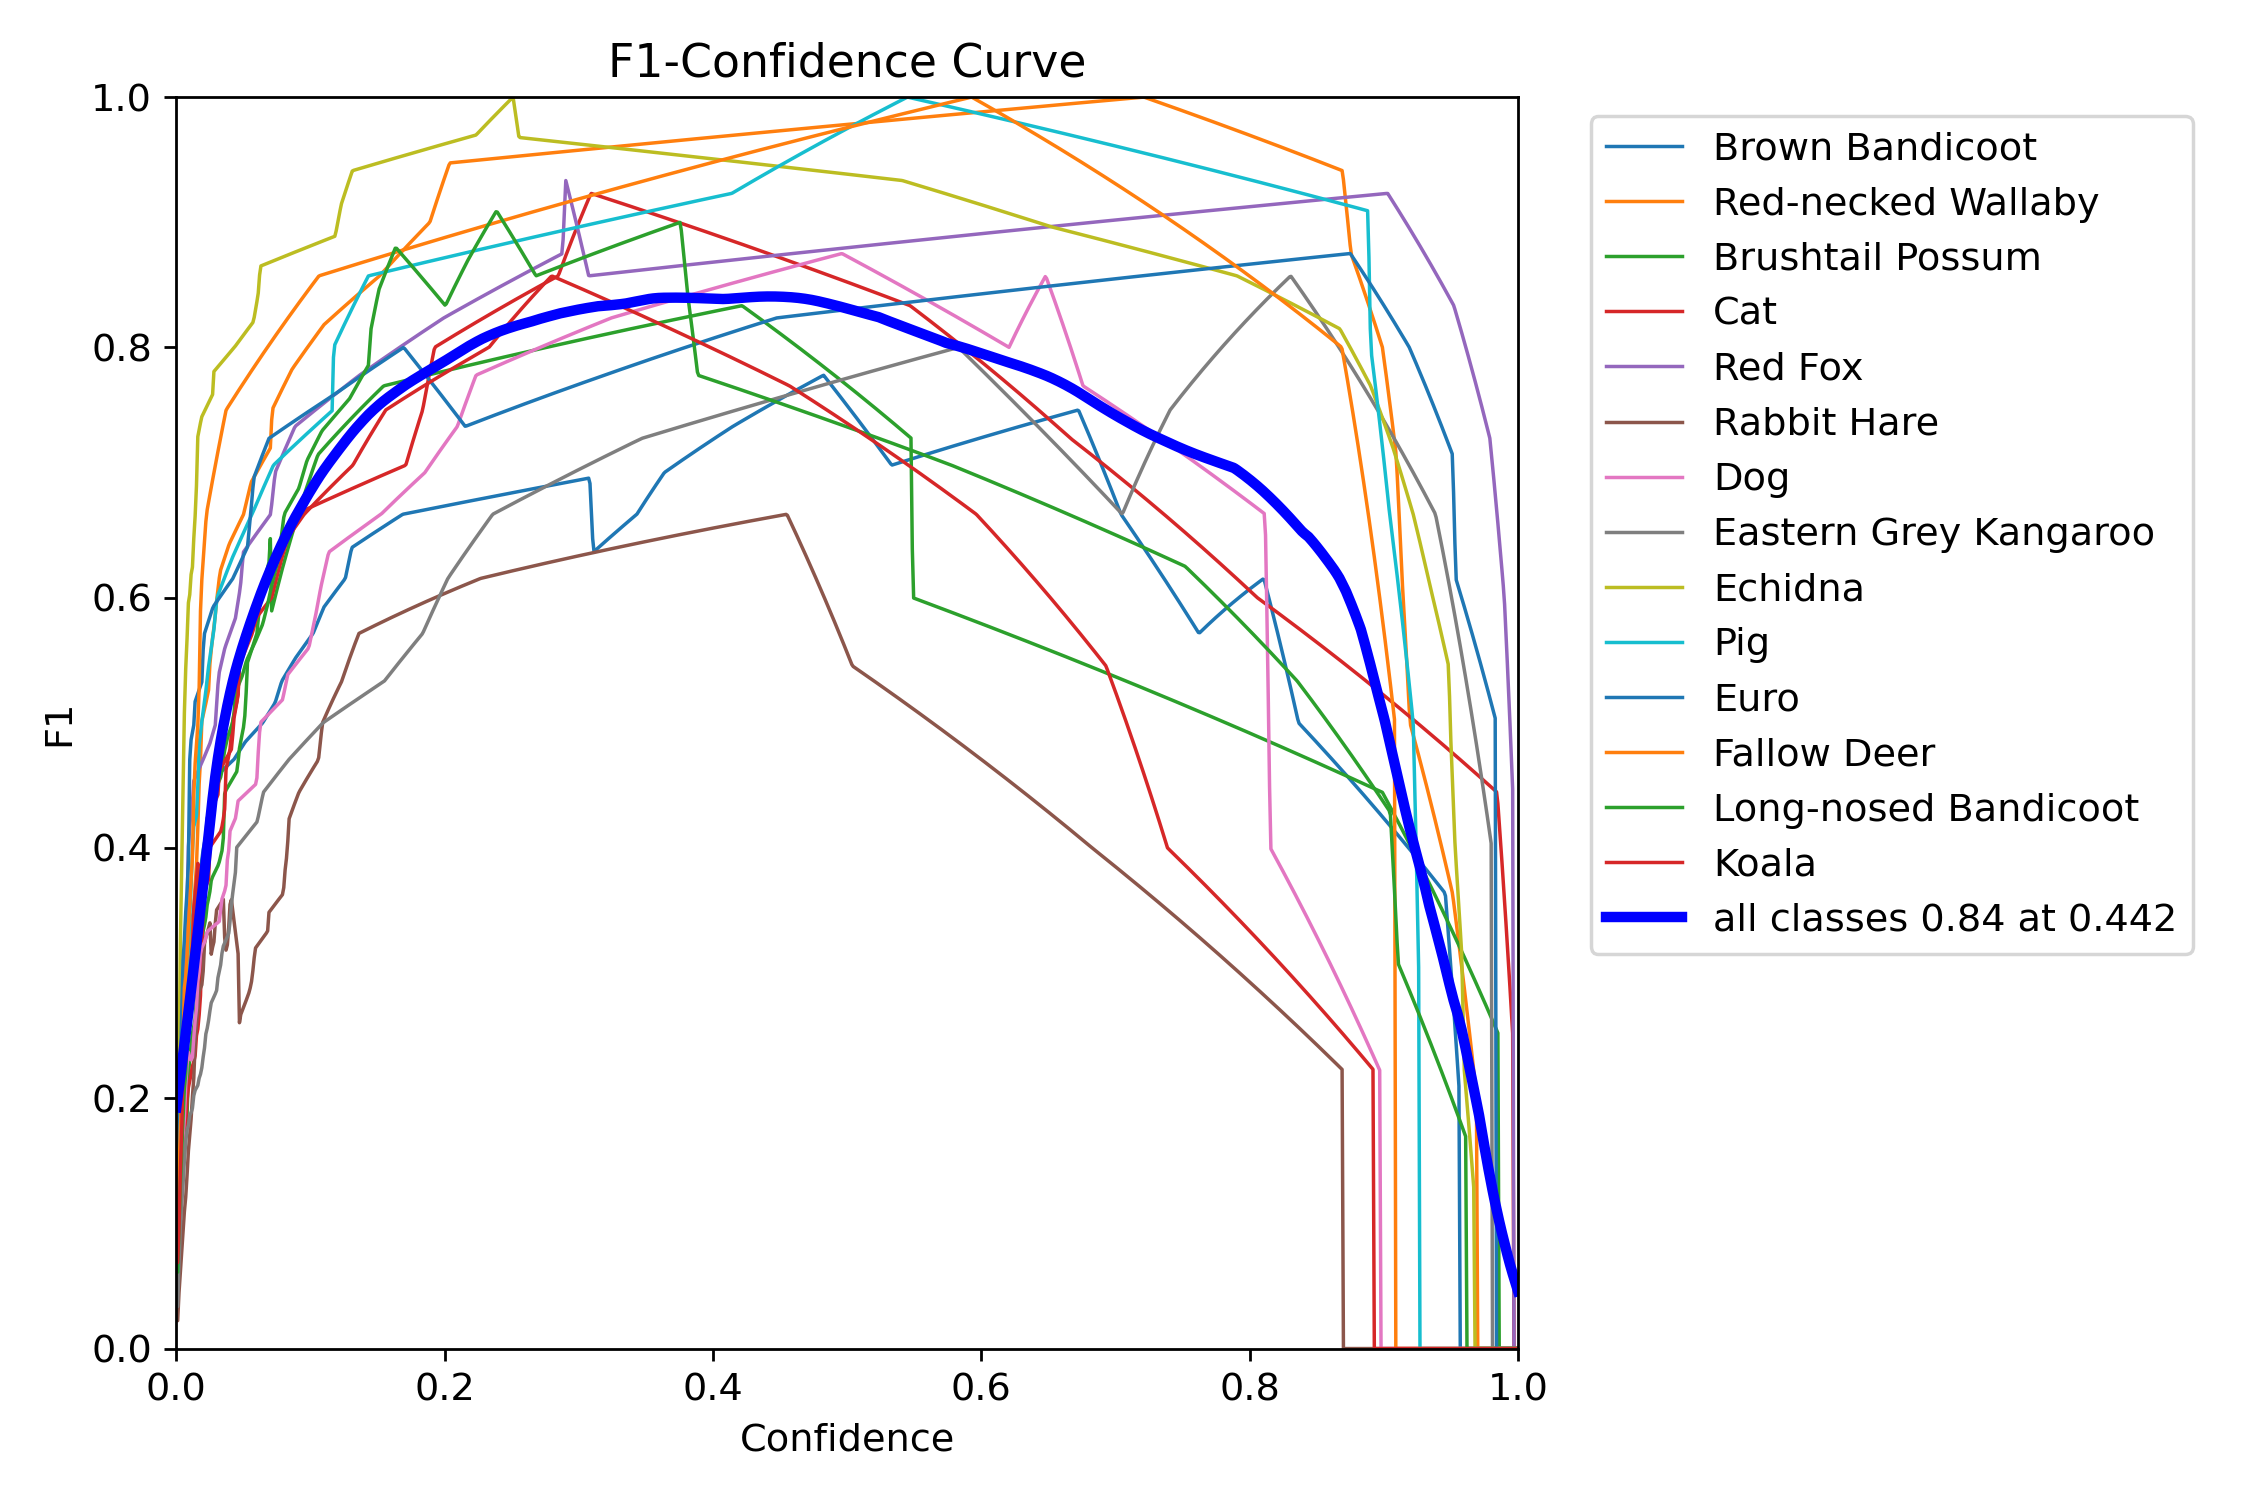 F1-Confidence Curve
1.0
0.8
0.6
0.4
0.2
0.0
F1
0.0 0.2 0.4 0.6 0.8 1.0
Confidence
Brown Bandicoot
Red-necked Wallaby
Brushtail Possum
Cat
Red Fox
Rabbit Hare
Dog
Eastern Grey Kangaroo
Echidna
Pig
Euro
Fallow Deer
Long-nosed Bandicoot
Koala
all classes 0.84 at 0.442